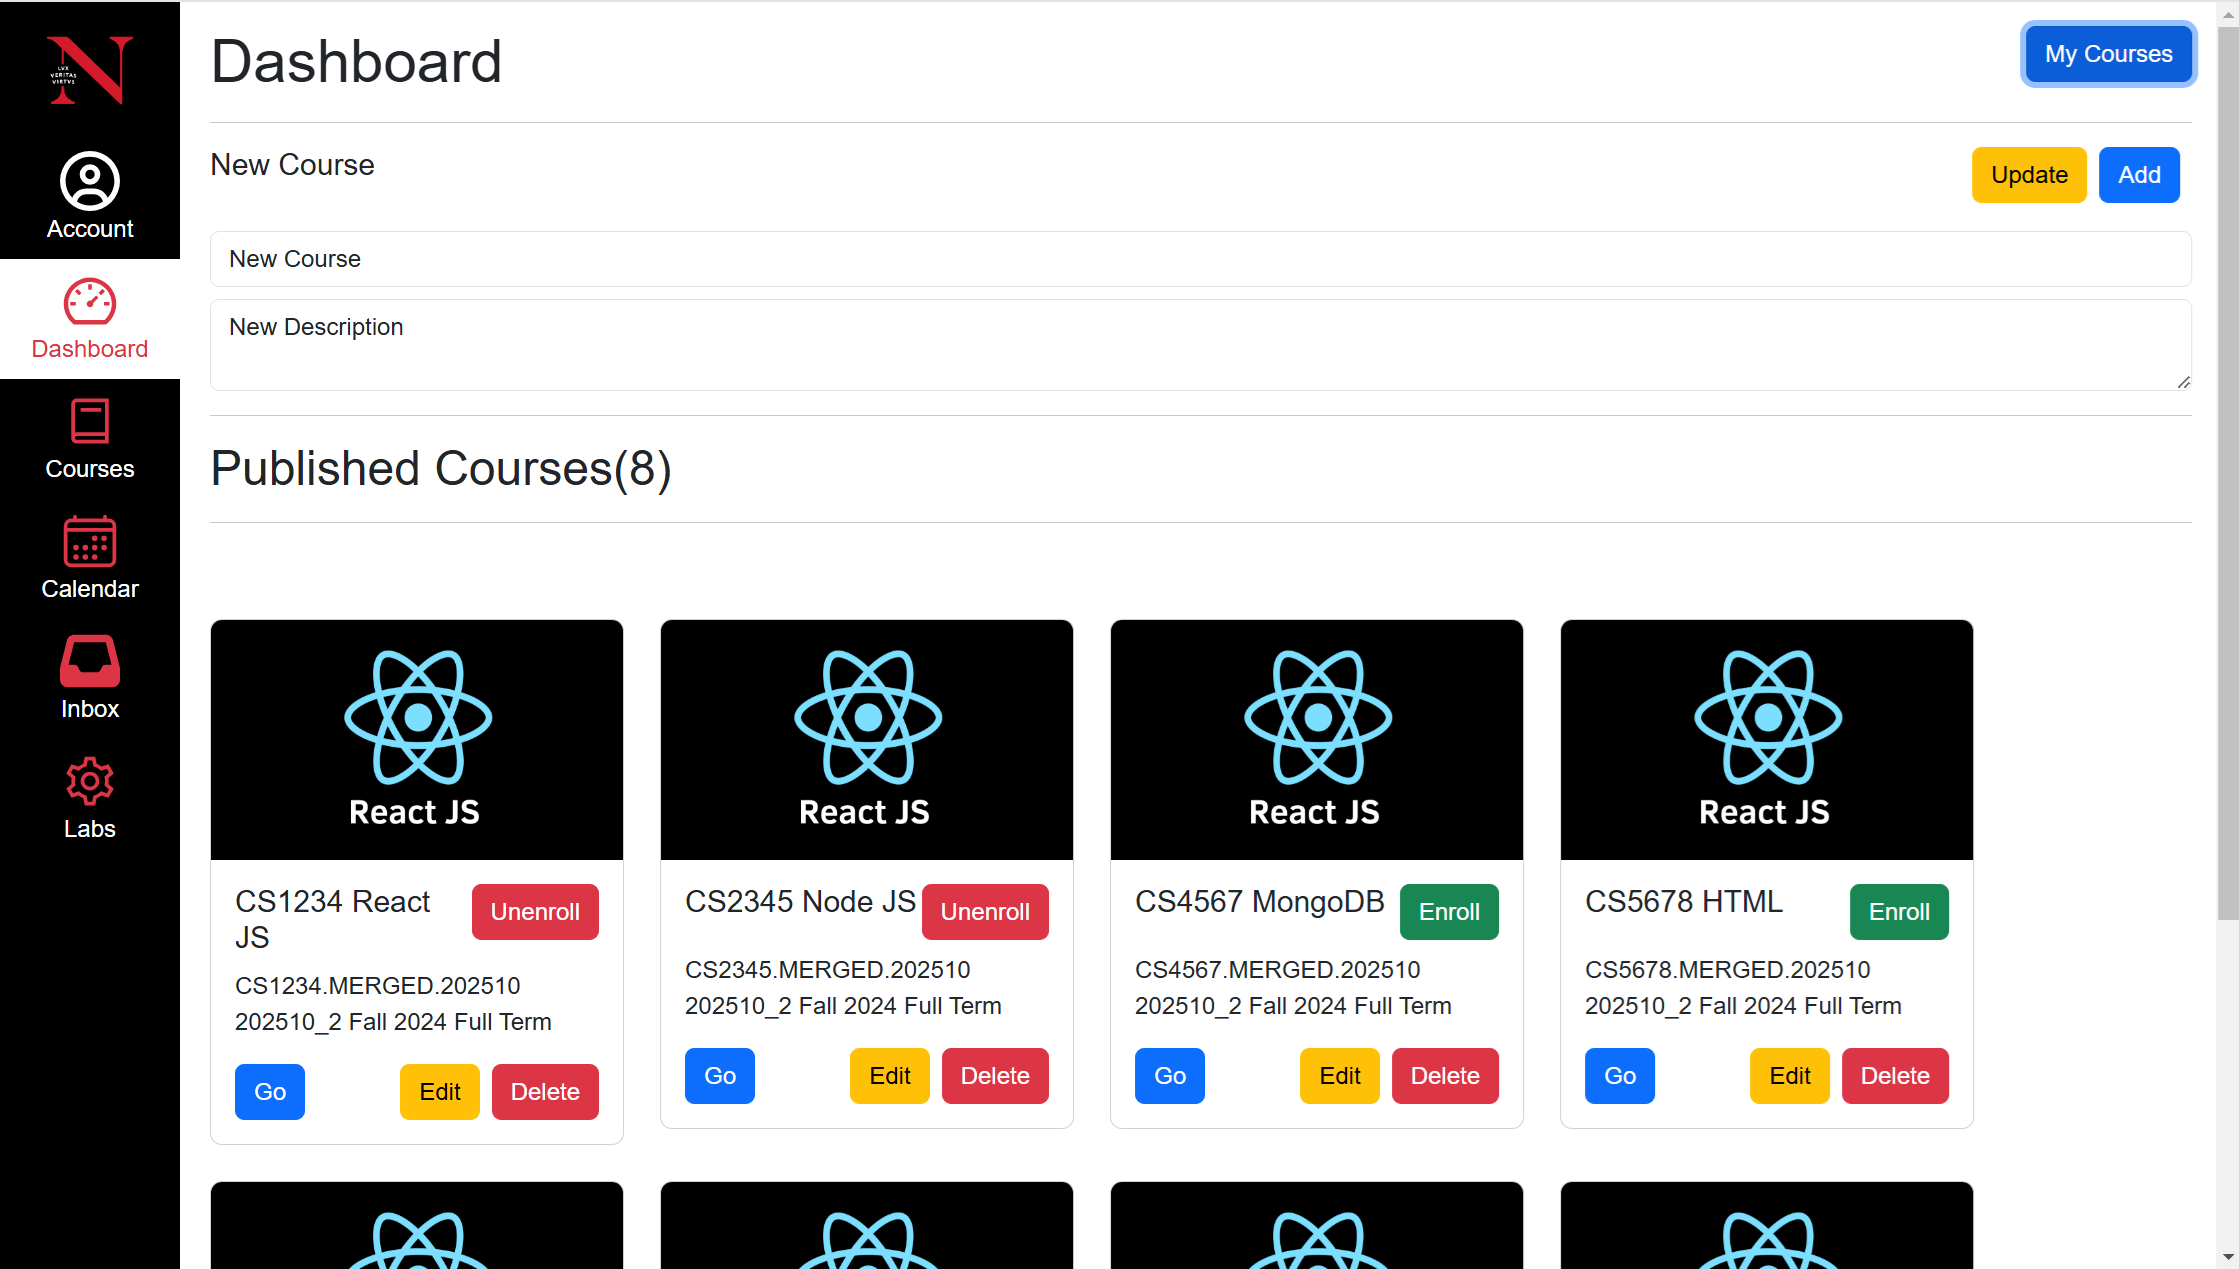 LVX
VERITAS
VIRTVS
Account
Dashboard
Courses
Calendar
Inbox
Labs
Dashboard
My Courses
New Course
Update
Add
New Course
New Description
Published Courses(8)
React JS
React JS
React JS
React JS
CS1234 React
JS
Unenroll
CS1234.MERGED.202510
202510_2 Fall 2024 Full Term
Go
Edit
Delete
CS2345 Node JS
Unenroll
CS2345.MERGED.202510
202510_2 Fall 2024 Full Term
Go
Edit
Delete
CS4567 MongoDB
Enroll
CS4567.MERGED.202510
202510_2 Fall 2024 Full Term
Go
Edit
Delete
CS5678 HTML
Enroll
CS5678.MERGED.202510
202510_2 Fall 2024 Full Term
Go
Edit
Delete